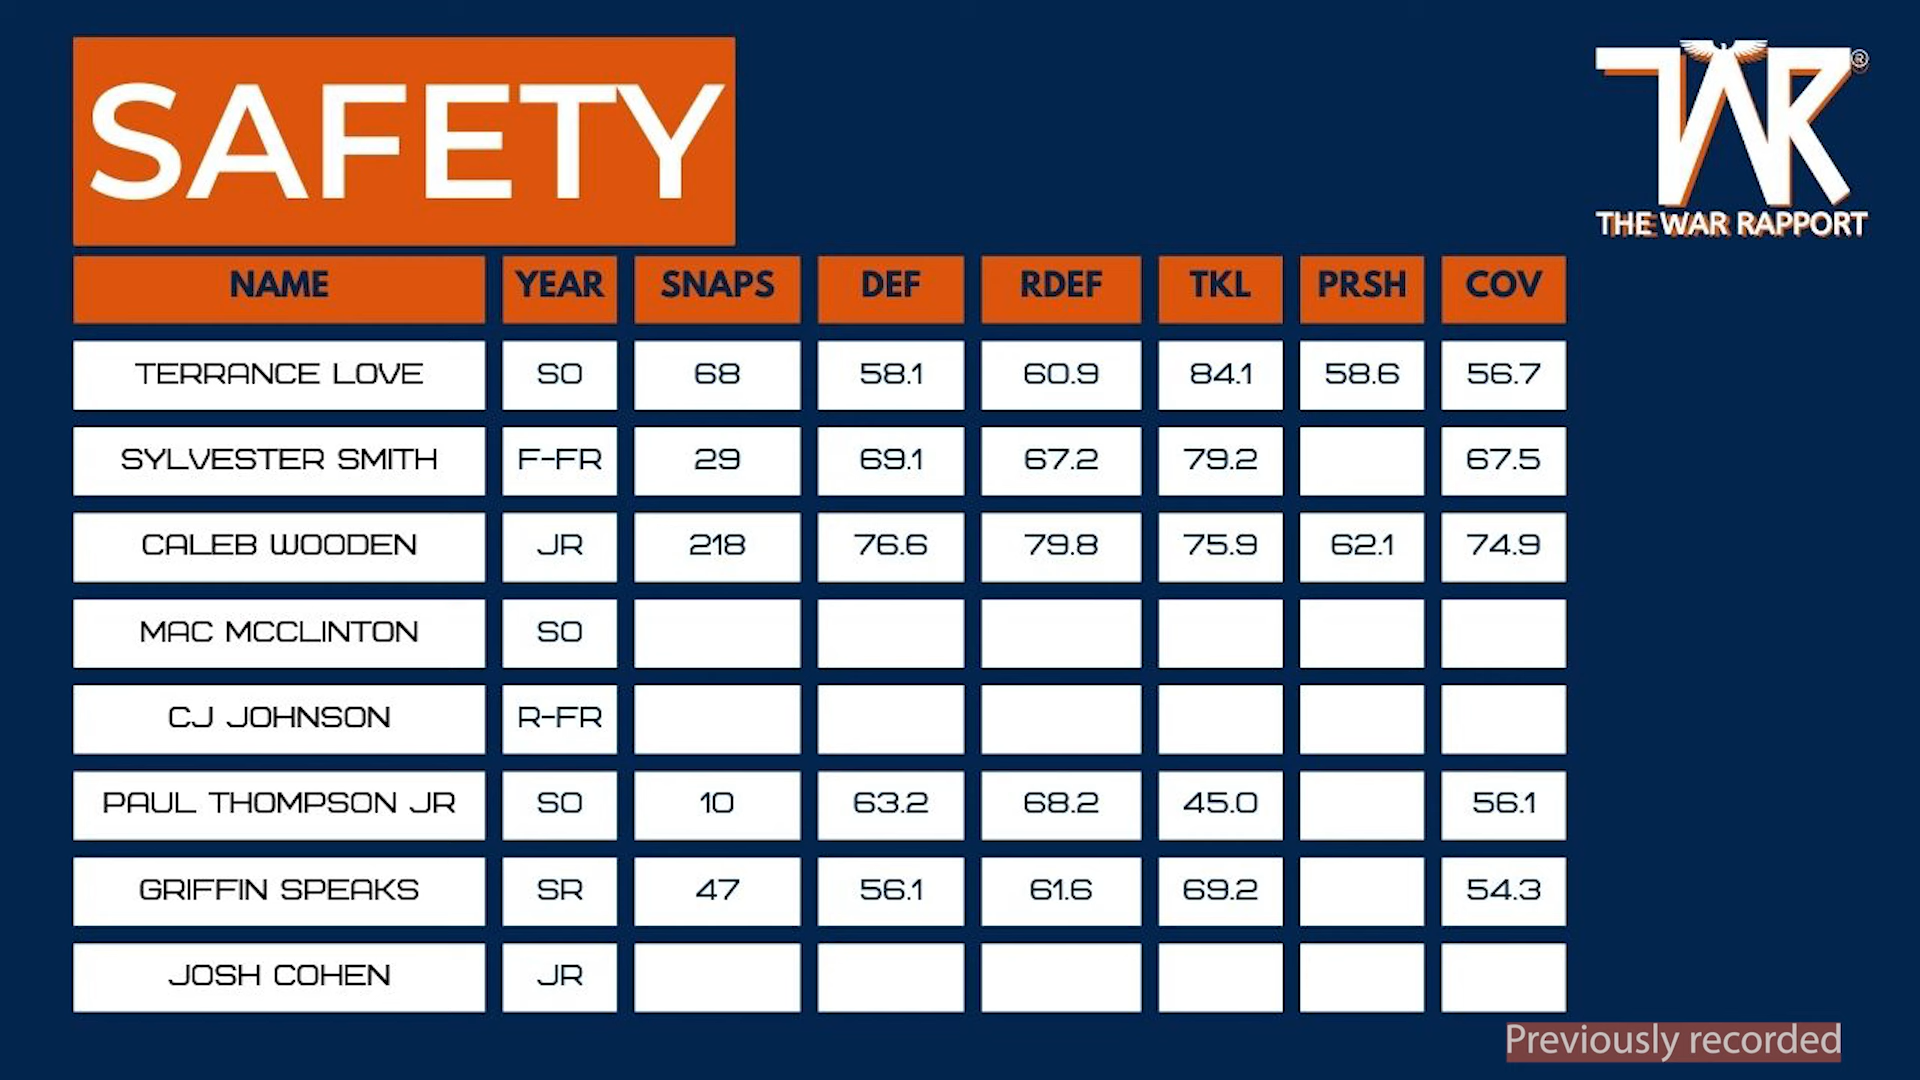 SAFETY
TWR®
THE WAR RAPPORT
NAME YEAR SNAPS DEF RDEF TKL PRSH COV
TERRANCE LOVE SO 68 58.1 60.9 84.1 58.6 56.7
SYLVESTER SMITH F-FR 29 69.1 67.2 79.2 67.5
CALEB WOODEN JR 218 76.6 79.8 75.9 62.1 74.9
MAC MCCLINTON SO
CJ JOHNSON R-FR
PAUL THOMPSON JR SO 10 63.2 68.2 45.0 56.1
GRIFFIN SPEAKS SR 47 56.1 61.6 69.2 54.3
JOSH COHEN JR
Previously recorded